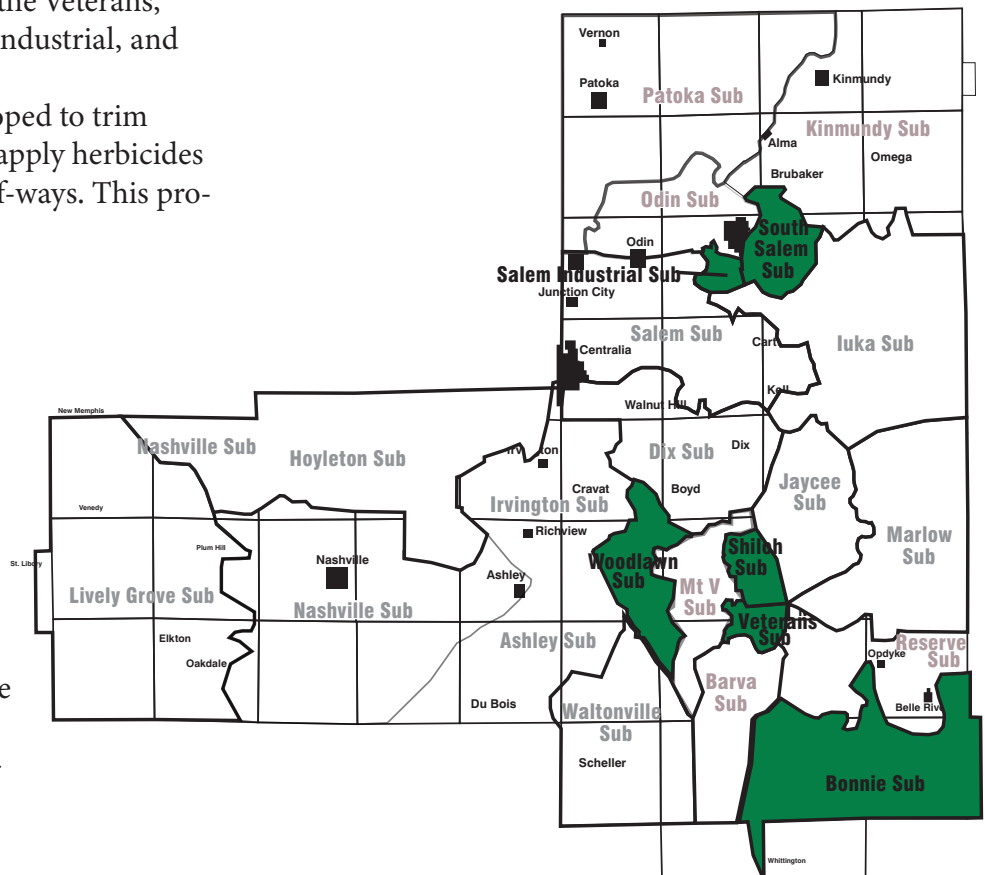 the Veterans,
ndustrial, and
ped to trim
apply herbicides
f-ways. This pro-
e
Vernon
Patoka
Patoka Sub
Kinmundy
Kinmundy Sub
Alma
Omega
Brubaker
Odin Sub
Odin
South
Salem
Sub
Salem Industrial Sub
Junction City
Salem Sub
Cart
Iuka Sub
Centralia
Kell
Walnut Hill
New Memphis
Nashville Sub
Hoyleton Sub
Dix Sub
Dix
Jaycee
Sub
Irvington Sub
Cravat
Boyd
Venedy
Richview
Marlow
Sub
Plum Hill
St. Libory
Nashville
Ashley
Woodlawn
Sub
Shiloh
Sub
Mt V
Sub
Lively Grove Sub
Nashville Sub
Veterans
Sub
Elkton
Oakdale
Ashley Sub
Reserve
Sub
Opdyke
Barva
Sub
Du Bois
Waltonville
Sub
Belle Riv
Scheller
Bonnie Sub
Whittington